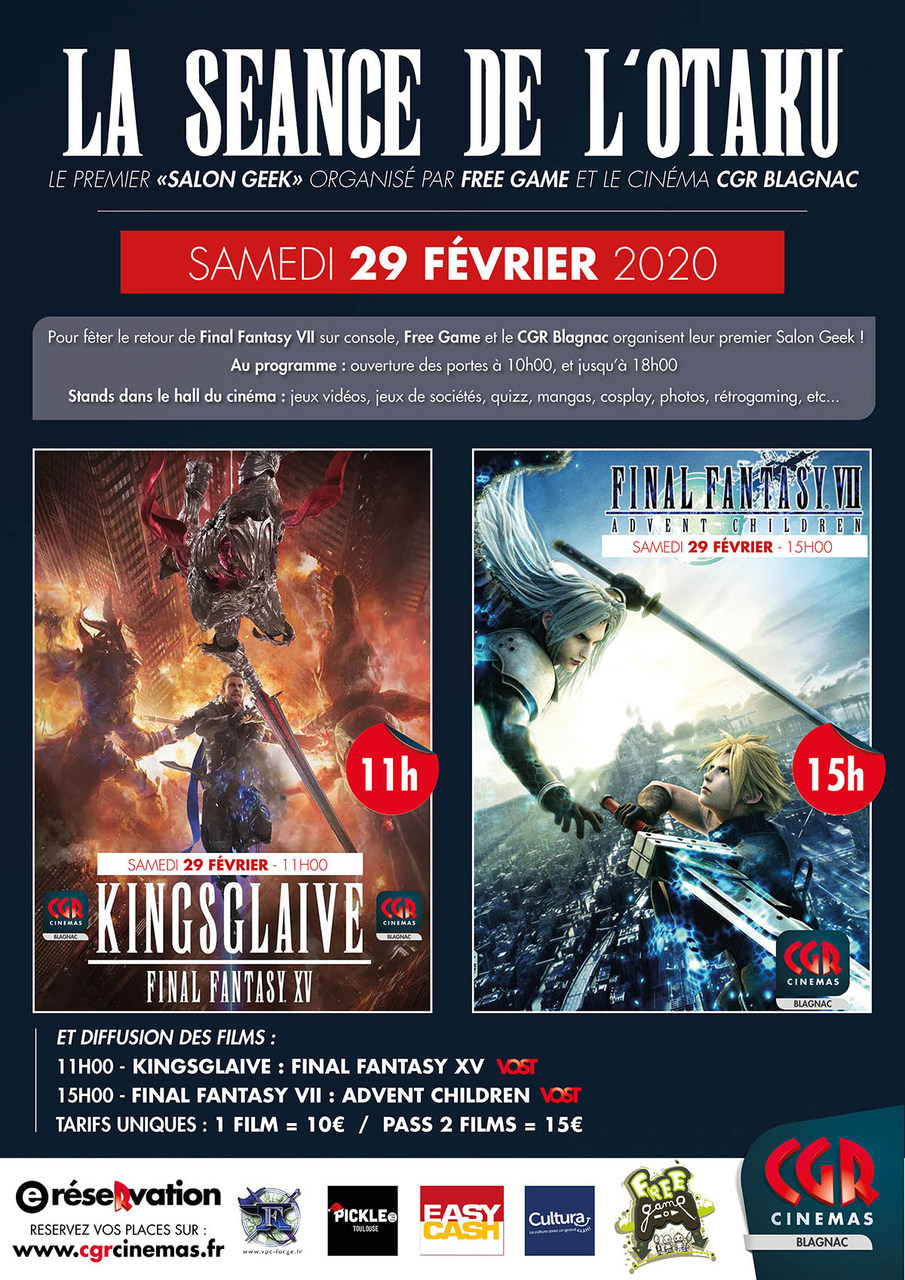 LA SEANCE DE L'OTAKU
LE PREMIER «SALON GEEK» ORGANISÉ PAR FREE GAME ET LE CINÉMA CGR BLAGNAC
SAMEDI 29 FÉVRIER 2020
Pour fêter le retour de Final Fantasy VII sur console, Free Game et le CGR Blagnac organisent leur premier Salon Geek !
Au programme : ouverture des portes à 10h00, et jusqu'à 18h00
Stands dans le hall du cinéma : jeux vidéos, jeux de sociétés, quizz, mangas, cosplay, photos, rétrogaming, etc...
11h
SAMEDI 29 FÉVRIER - 11H00
KINGSGLAIVE
FINAL FANTASY XV
CGR
CINEMAS
BLAGNAC
CGR
CINEMAS
BLAGNAC
FINAL FANTASY VII
ADVENT CHILDREN
SAMEDI 29 FÉVRIER - 15H00
15h
CGR
CINEMAS
BLAGNAC
ET DIFFUSION DES FILMS :
11H00 - KINGSGLAIVE : FINAL FANTASY XV VOST
15H00 - FINAL FANTASY VII : ADVENT CHILDREN VOST
TARIFS UNIQUES : 1 FILM = 10€ / PASS 2 FILMS = 15€
e réseRvation
RESERVEZ VOS PLACES SUR :
www.cgrcinemas.fr
F
www.vpc-forge.fr
PICKLE
TOULOUSE
EASY
CASH
Cultura
FREE
game
CGR
CINEMAS
BLAGNAC